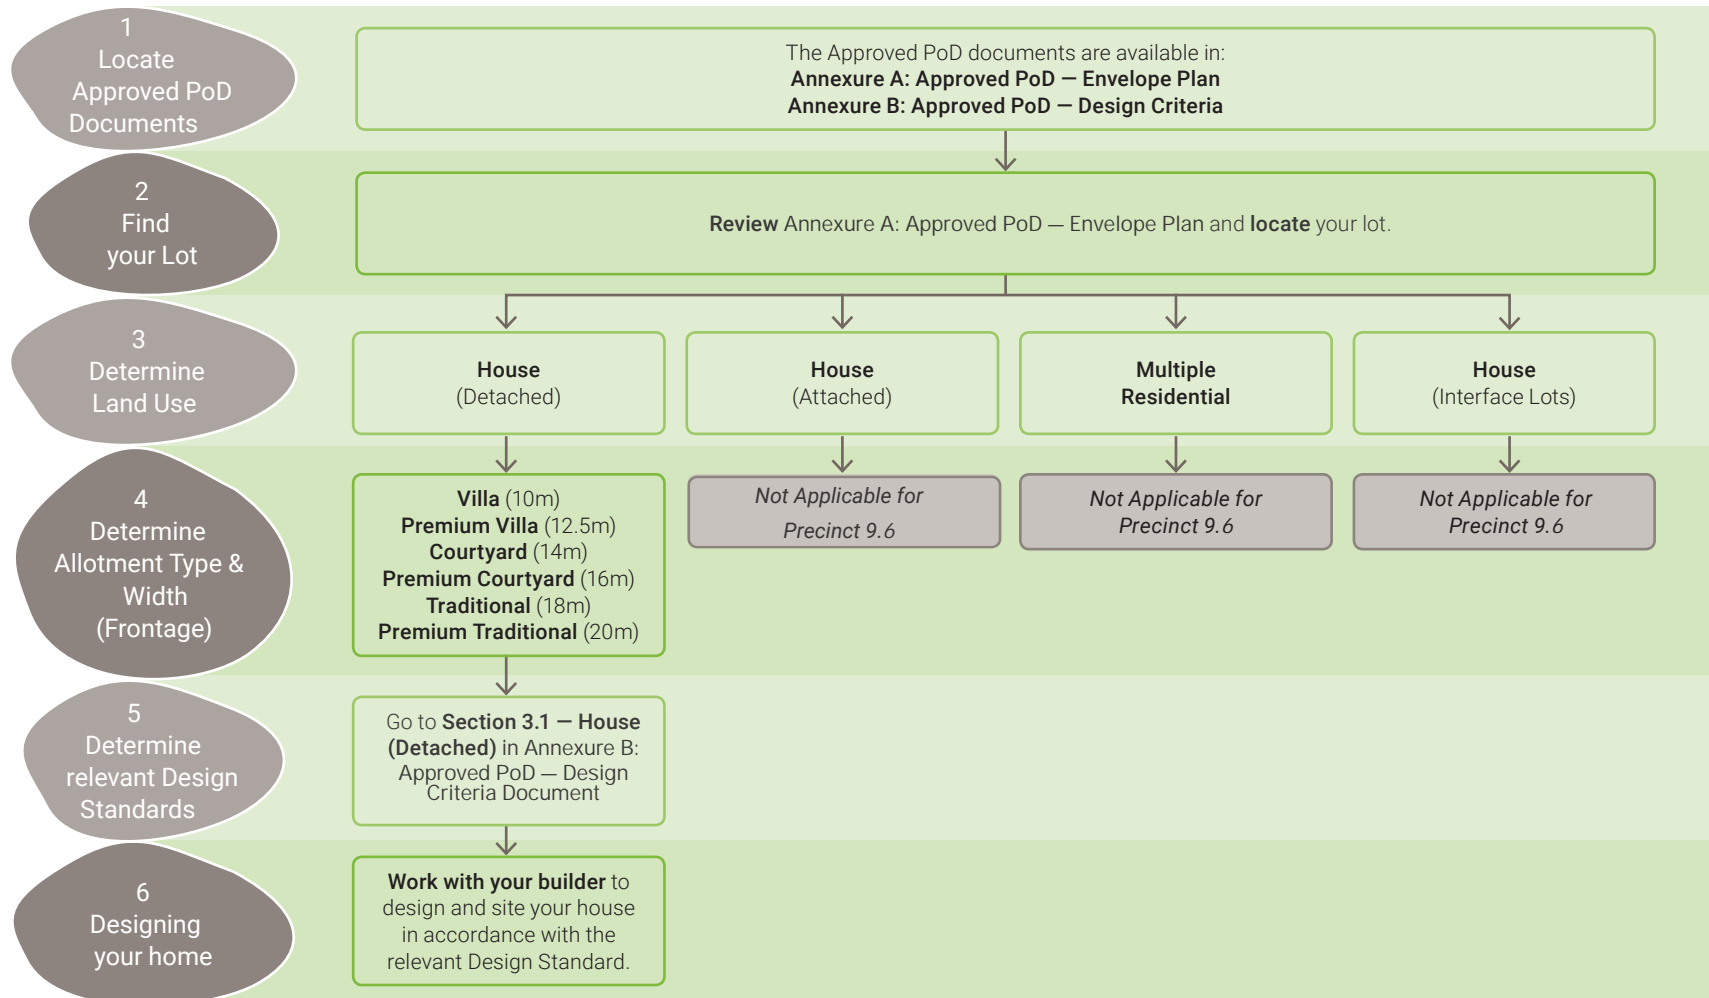 1
Locate
Approved PoD
Documents
The Approved PoD documents are available in:
Annexure A: Approved PoD — Envelope Plan
Annexure B: Approved PoD — Design Criteria
2
Find
your Lot
Review Annexure A: Approved PoD — Envelope Plan and locate your lot.
3
Determine
Land Use
House
(Detached)
House
(Attached)
Multiple
Residential
House
(Interface Lots)
4
Determine
Allotment Type &
Width
(Frontage)
Villa (10m)
Premium Villa (12.5m)
Courtyard (14m)
Premium Courtyard (16m)
Traditional (18m)
Premium Traditional (20m)
Not Applicable for
Precinct 9.6
Not Applicable for
Precinct 9.6
Not Applicable for
Precinct 9.6
5
Determine
relevant Design
Standards
Go to Section 3.1 — House
(Detached) in Annexure B:
Approved PoD — Design
Criteria Document
6
Designing
your home
Work with your builder to
design and site your house
in accordance with the
relevant Design Standard.